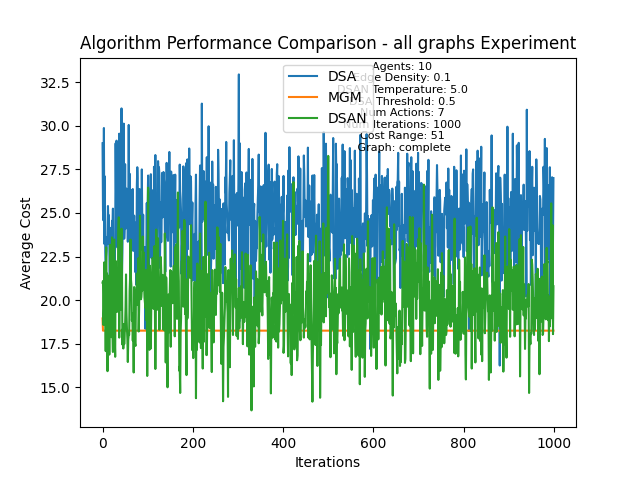 Algorithm Performance Comparison - all graphs Experiment
Average Cost
32.5
30.0
27.5
25.0
22.5
20.0
17.5
15.0
DSA
MGM
DSAN
Agents: 10
Edge Density: 0.1
DSAN Temperature: 5.0
DSA Threshold: 0.5
Num Actions: 7
Num Iterations: 1000
Cost Range: 51
Graph: complete
0
200
400
600
800
1000
Iterations